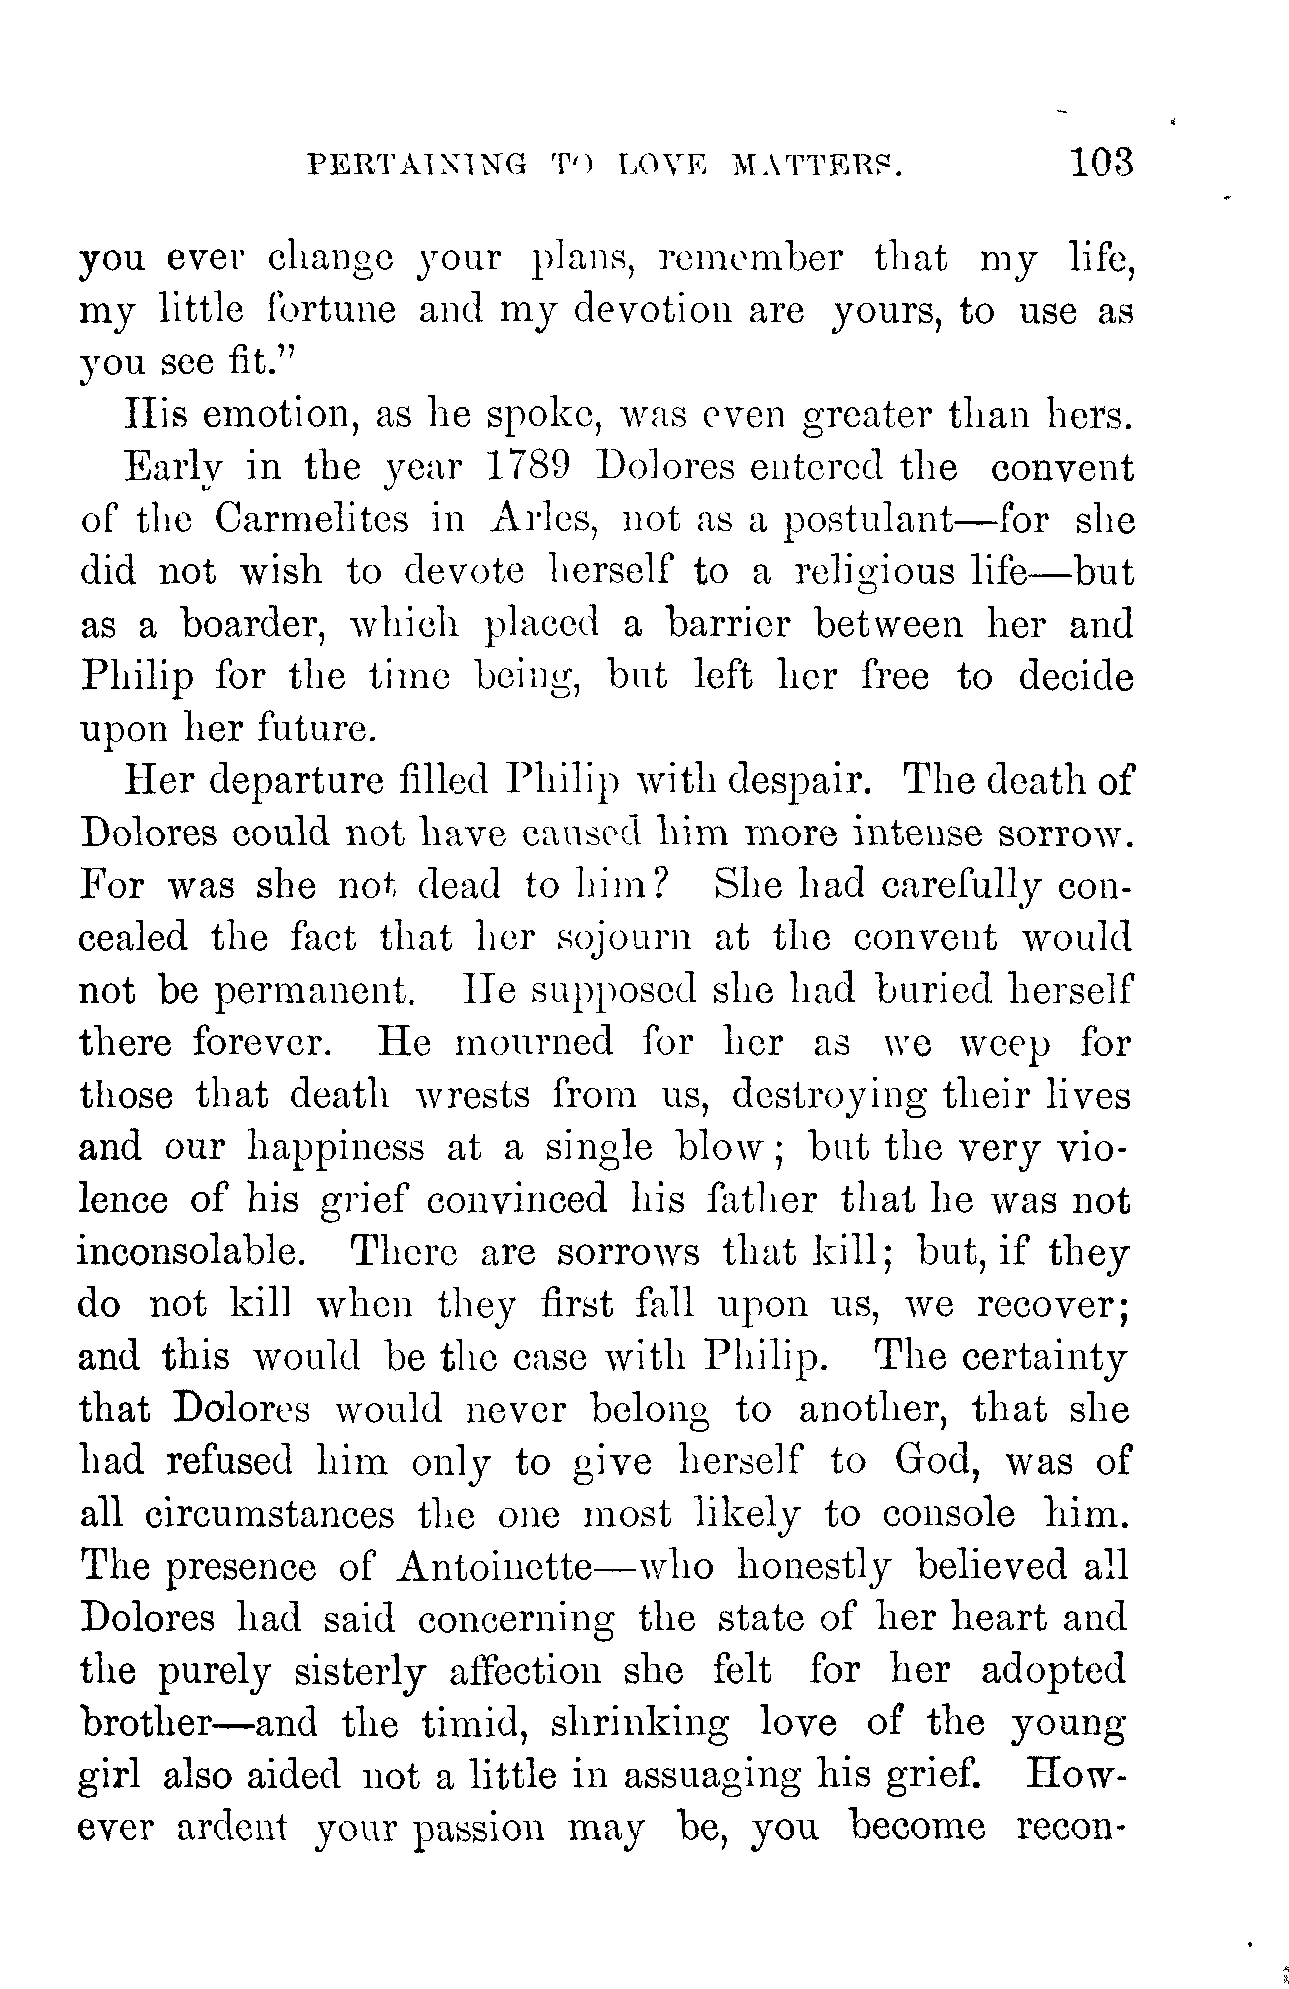 PERTAINING TO LOVE MATTERS. 103
you ever change your plans, remember that my life,
my little fortune and my devotion are yours, to use as
you see fit."
His emotion, as he spoke, was even greater than hers.
Early in the year 1789 Dolores entered the convent
of the Carmelites in Arles, not as a postulant—for she
did not wish to devote herself to a religious life—but
as a boarder, which placed a barrier between her and
Philip for the time being, but left her free to decide
upon her future.
Her departure filled Philip with despair. The death of
Dolores could not have caused him more intense sorrow.
For was she not dead to him? She had carefully con-
cealed the fact that her sojourn at the convent would
not be permanent. He supposed she had buried herself
there forever. He mourned for her as we weep for
those that death wrests from us, destroying their lives
and our happiness at a single blow; but the very vio-
lence of his grief convinced his father that he was not
inconsolable. There are sorrows that kill; but, if they
do not kill when they first fall upon us, we recover;
and this would be the case with Philip. The certainty
that Dolores would never belong to another, that she
had refused him only to give herself to God, was of
all circumstances the one most likely to console him.
The presence of Antoinette—who honestly believed all
Dolores had said concerning the state of her heart and
the purely sisterly affection she felt for her adopted
brother—and the timid, shrinking love of the young
girl also aided not a little in assuaging his grief. How-
ever ardent your passion may be, you become recon-